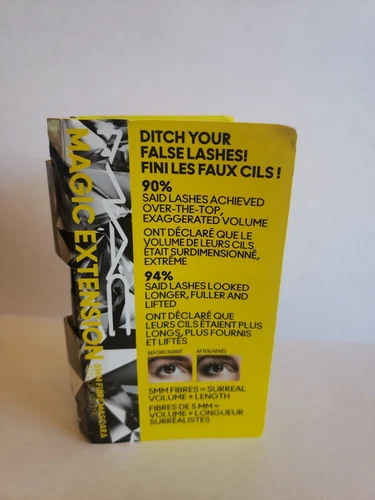 MAGIC EXTENSION
5MM FIBRE MASCARA
MAC
DITCH YOUR
FALSE LASHES!
FINI LES FAUX CILS !
90%
SAID LASHES ACHIEVED
OVER-THE-TOP,
EXAGGERATED VOLUME
ONT DÉCLARÉ QUE LE
VOLUME DE LEURS CILS
ÉTAIT SURDIMENSIONNÉ,
EXTRÊME
94%
SAID LASHES LOOKED
LONGER, FULLER AND
LIFTED
ONT DÉCLARÉ QUE
LEURS CILS ÉTAIENT PLUS
LONGS, PLUS FOURNIS
ET LIFTÉS
BEFORE/AVANT AFTER/APRÈS
5MM FIBRES = SURREAL
VOLUME + LENGTH
FIBRES DE 5 MM =
VOLUME + LONGUEUR
SURRÉALISTES